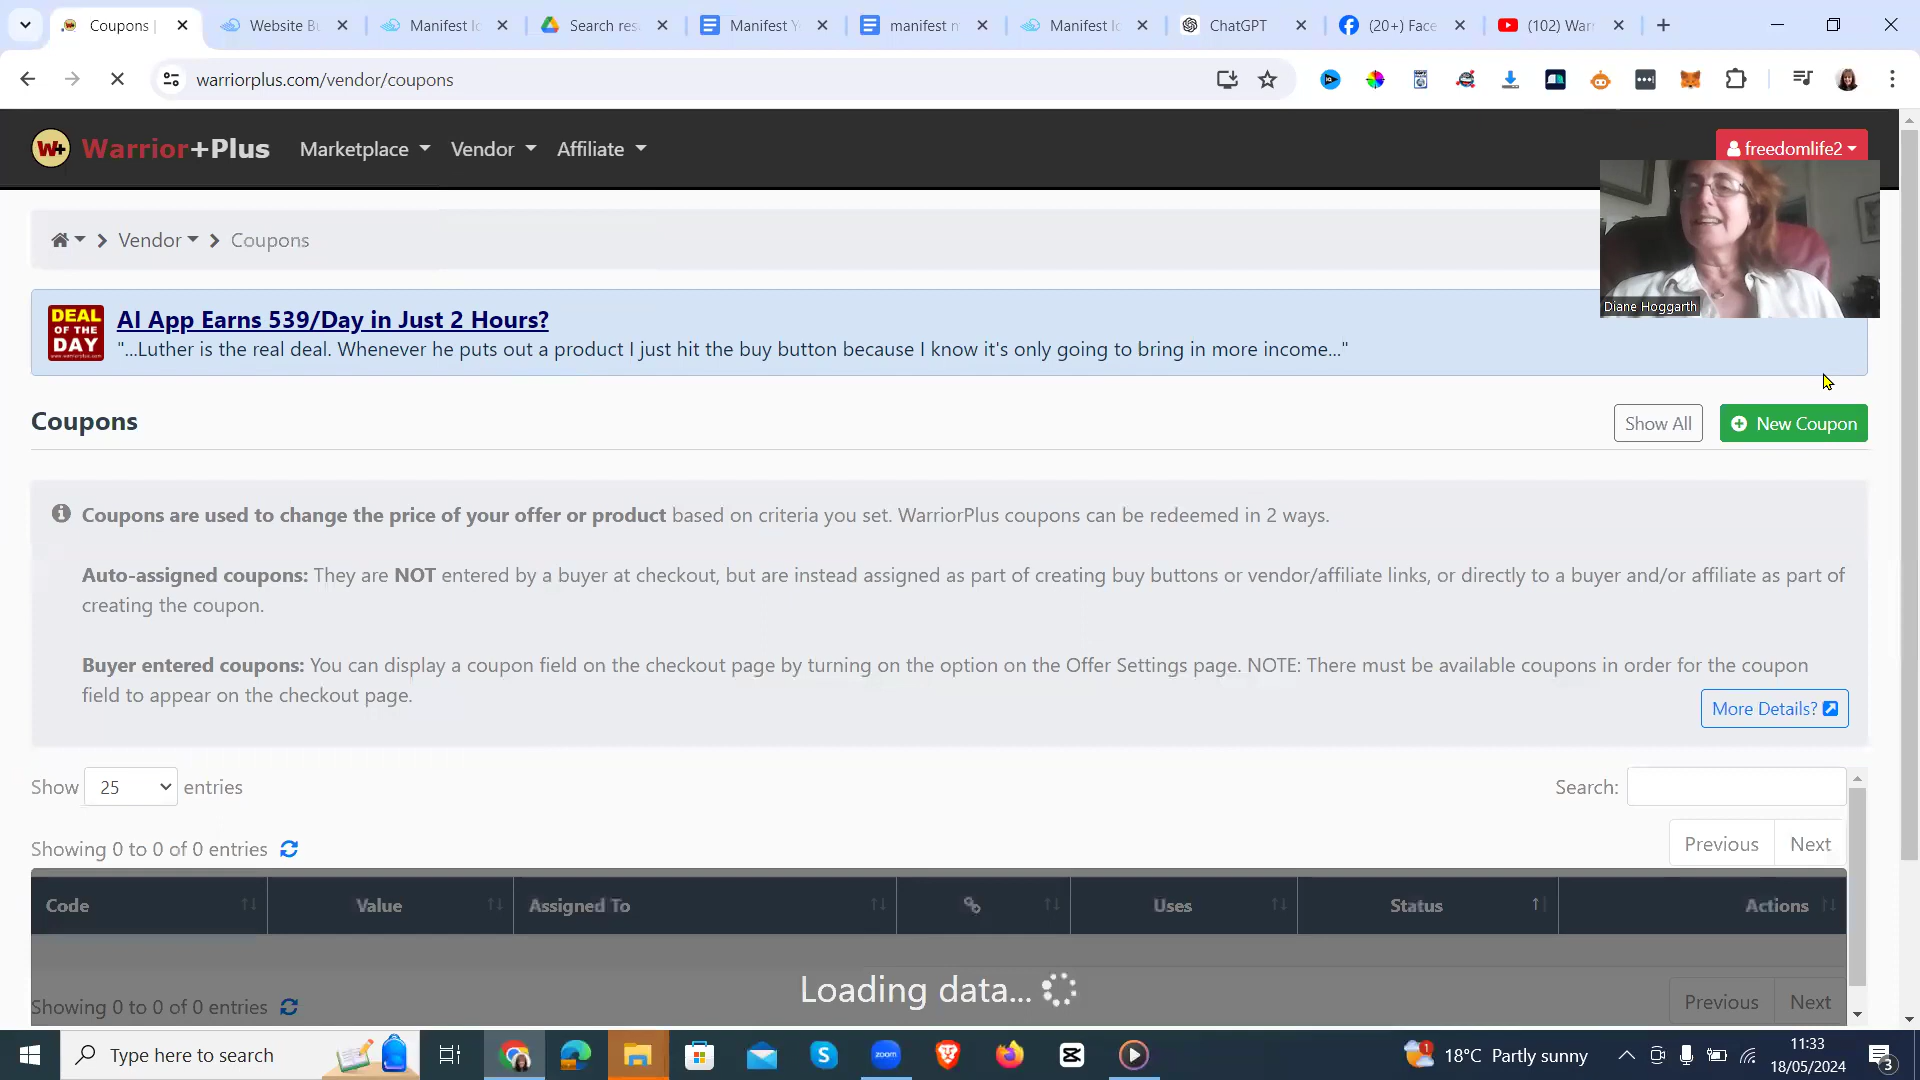 Coupons |
Website Bu
Manifest Ic
Search res
Manifest Y
manifest m
Manifest Ic
ChatGPT
(20+) Face
(102) Warr
warriorplus.com/vendor/coupons
W+ Warrior+Plus
Marketplace
Vendor
Affiliate
freedomlife2
Vendor
Coupons
Diane Hoggarth
DEAL OF THE DAY
AI App Earns 539/Day in Just 2 Hours?
"...Luther is the real deal. Whenever he puts out a product I just hit the buy button because I know it's only going to bring in more income..."
Coupons
Show All
New Coupon
Coupons are used to change the price of your offer or product based on criteria you set. WarriorPlus coupons can be redeemed in 2 ways.
Auto-assigned coupons: They are NOT entered by a buyer at checkout, but are instead assigned as part of creating buy buttons or vendor/affiliate links, or directly to a buyer and/or affiliate as part of
creating the coupon.
Buyer entered coupons: You can display a coupon field on the checkout page by turning on the option on the Offer Settings page. NOTE: There must be available coupons in order for the coupon
field to appear on the checkout page.
More Details?
Show 25 entries
Search:
Showing 0 to 0 of 0 entries
Previous
Next
Code
Value
Assigned To
Uses
Status
Actions
Loading data...
Showing 0 to 0 of 0 entries
Previous
Next
Type here to search
zoom
1
18°C Partly sunny
11:33
18/05/2024
3